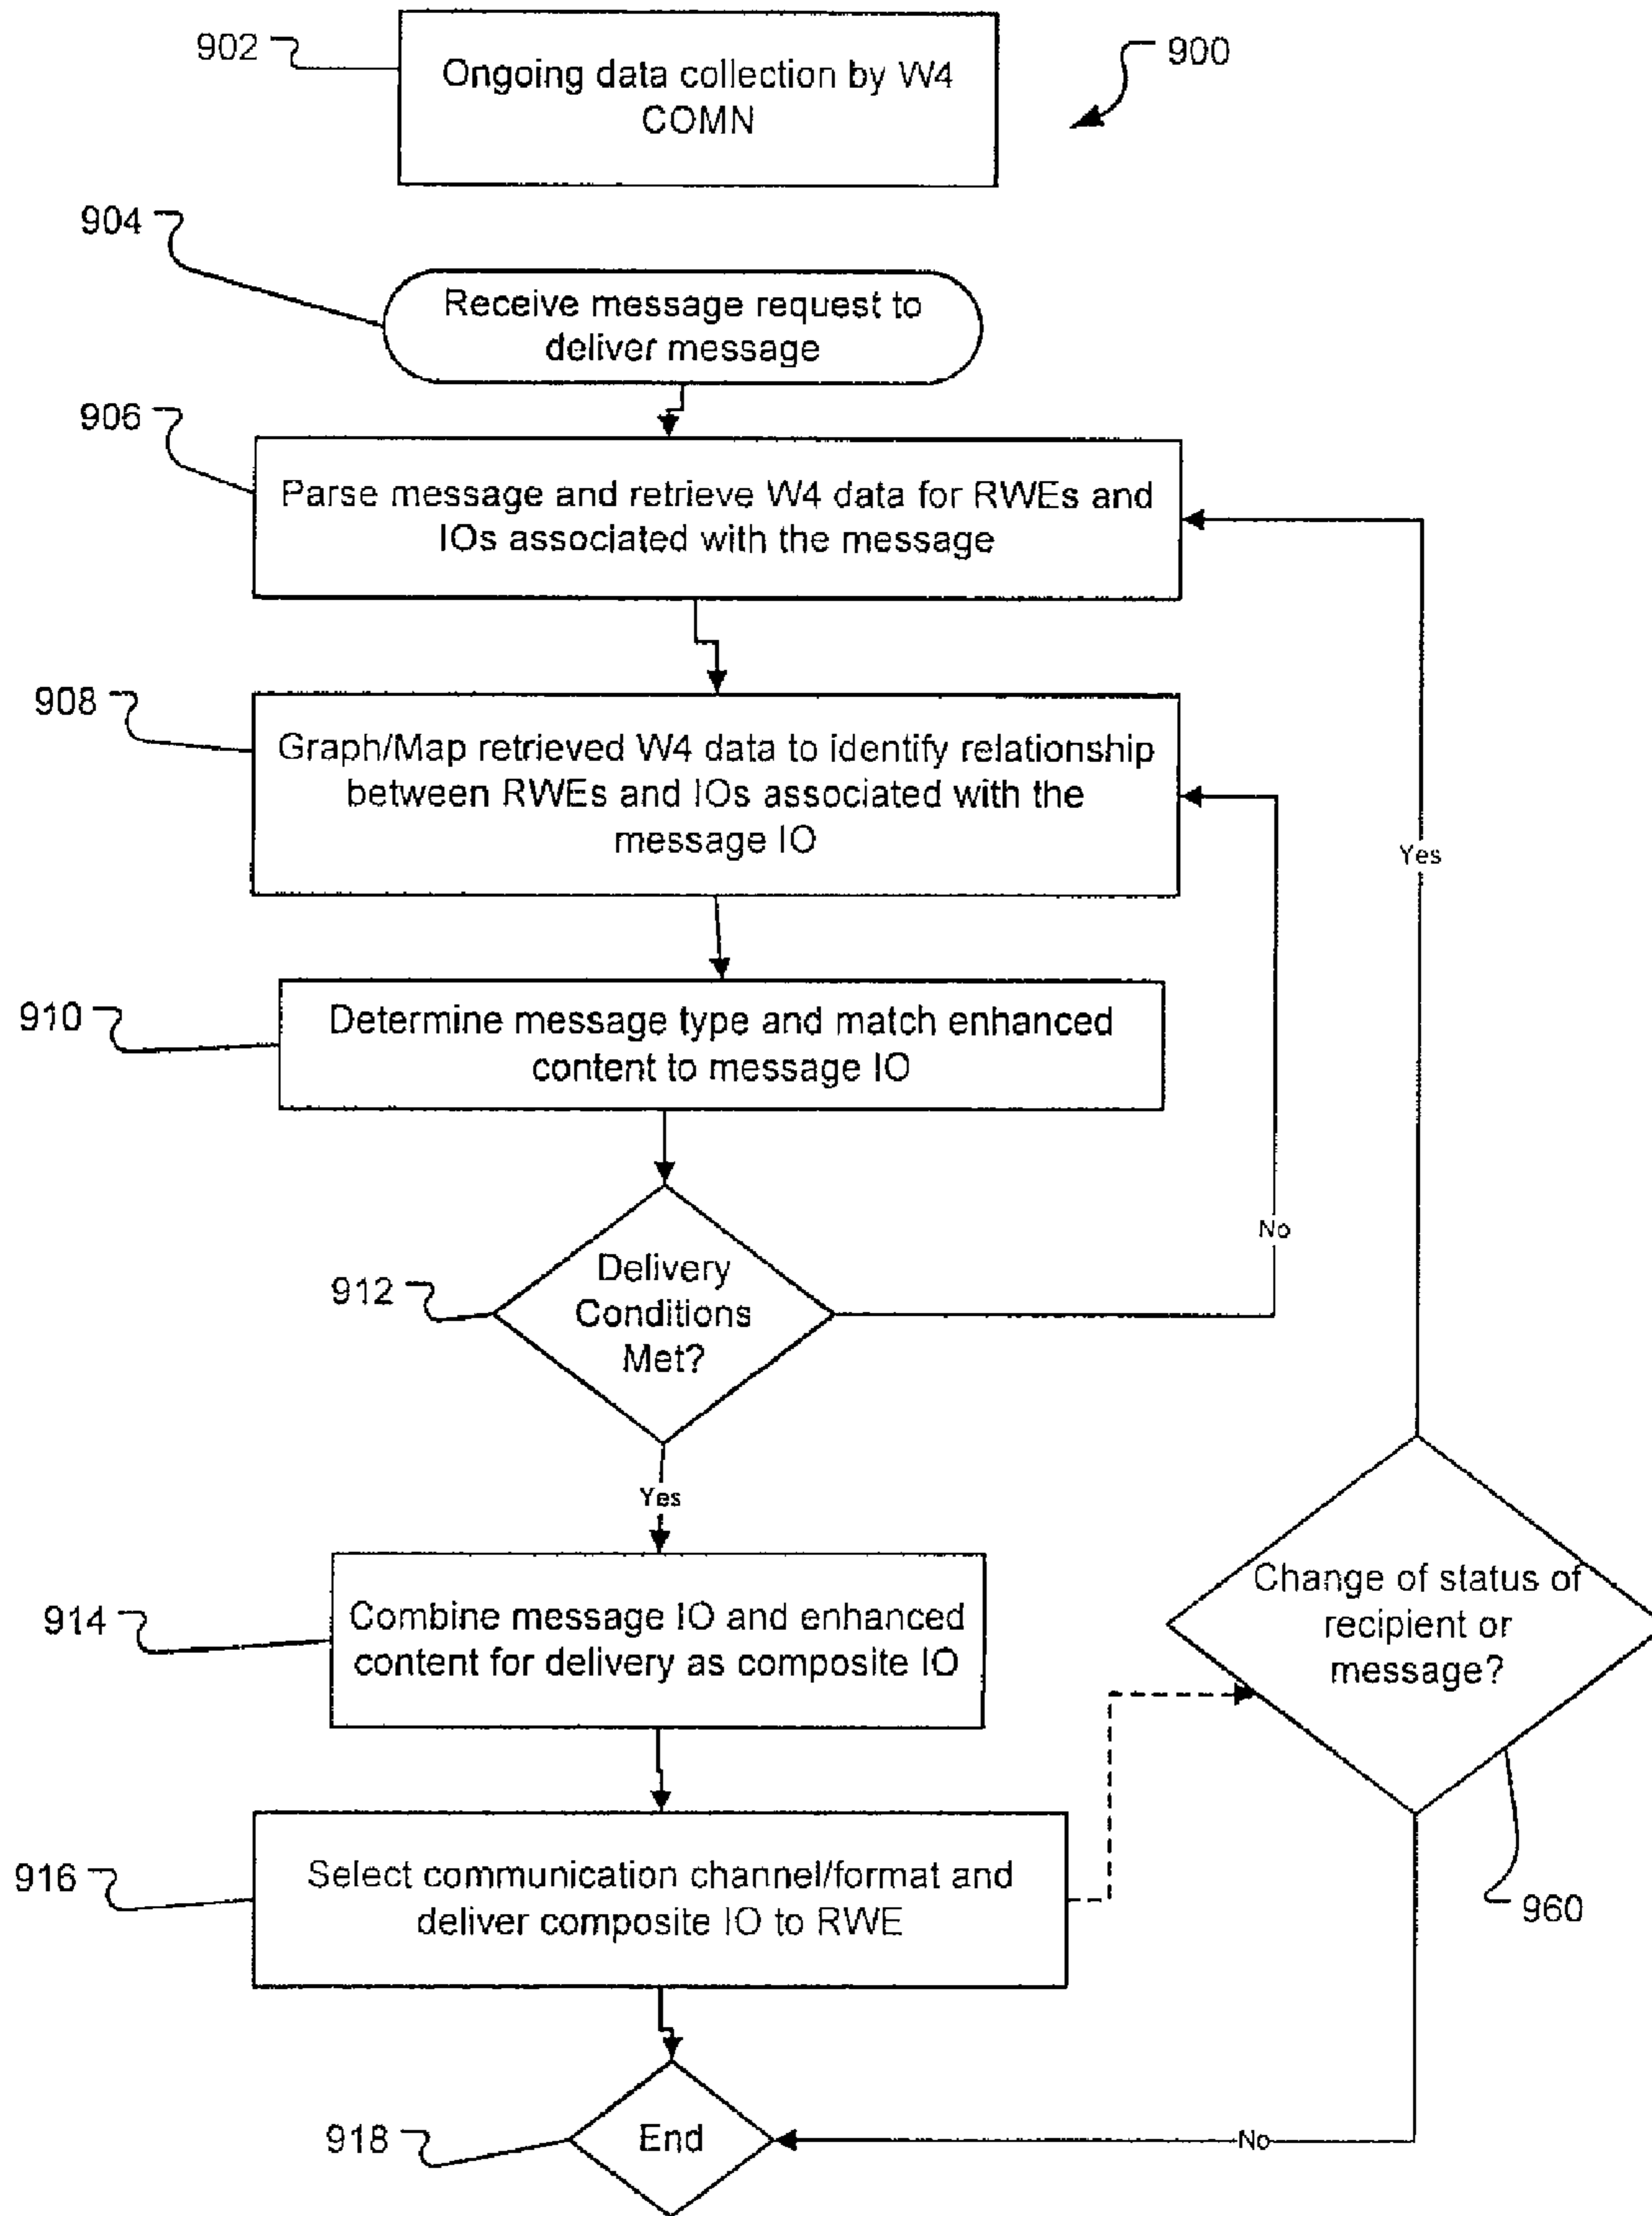 902
Ongoing data collection by W4
COMN
900
904
Receive message request to
deliver message
906
Parse message and retrieve W4 data for RWEs and
IOs associated with the message
908
Graph/Map retrieved W4 data to identify relationship
between RWEs and IOs associated with the
message IO
Yes
910
Determine message type and match enhanced
content to message IO
No
912
Delivery
Conditions
Met?
Yes
914
Combine message IO and enhanced
content for delivery as composite IO
Change of status of
recipient or
message?
916
Select communication channel/format and
deliver composite IO to RWE
960
918
End
No